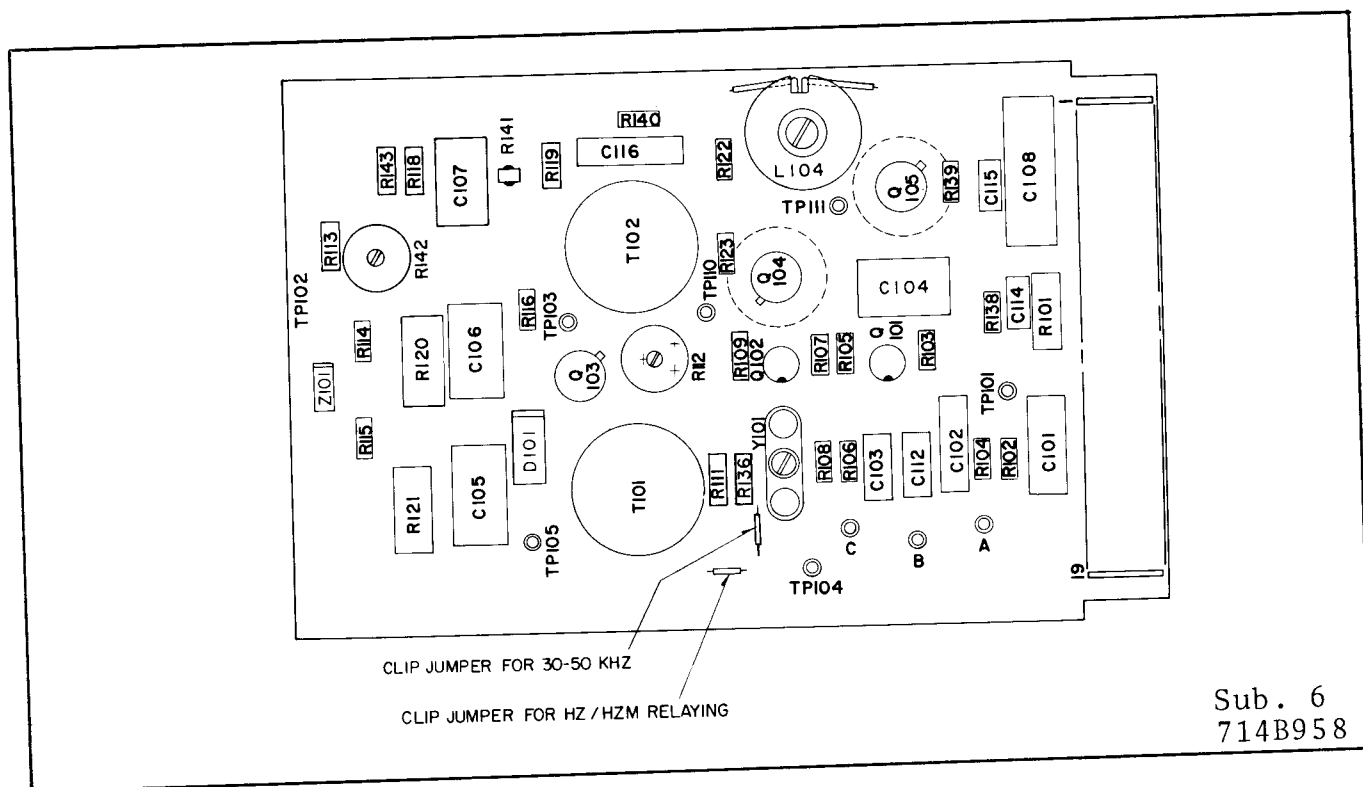 R140
R141
R143
R118
C107
R119
C116
R122
L104
Q
105
R139
C115
C108
1
TP111
R113
R142
T102
R123
Q
104
TP110
C104
TP102
R116
TP103
R114
R120
C106
Q
103
R112
R109
Q102
R107
R105
Q
101
R103
R138
C114
R101
Z101
TP101
R115
D101
Y101
R121
C105
T101
R111
R136
R108
R106
C103
C112
C102
R104
R102
C101
TP105
C
B
A
TP104
19
CLIP JUMPER FOR 30-50 KHZ
CLIP JUMPER FOR HZ/HZM RELAYING
Sub. 6
714B958